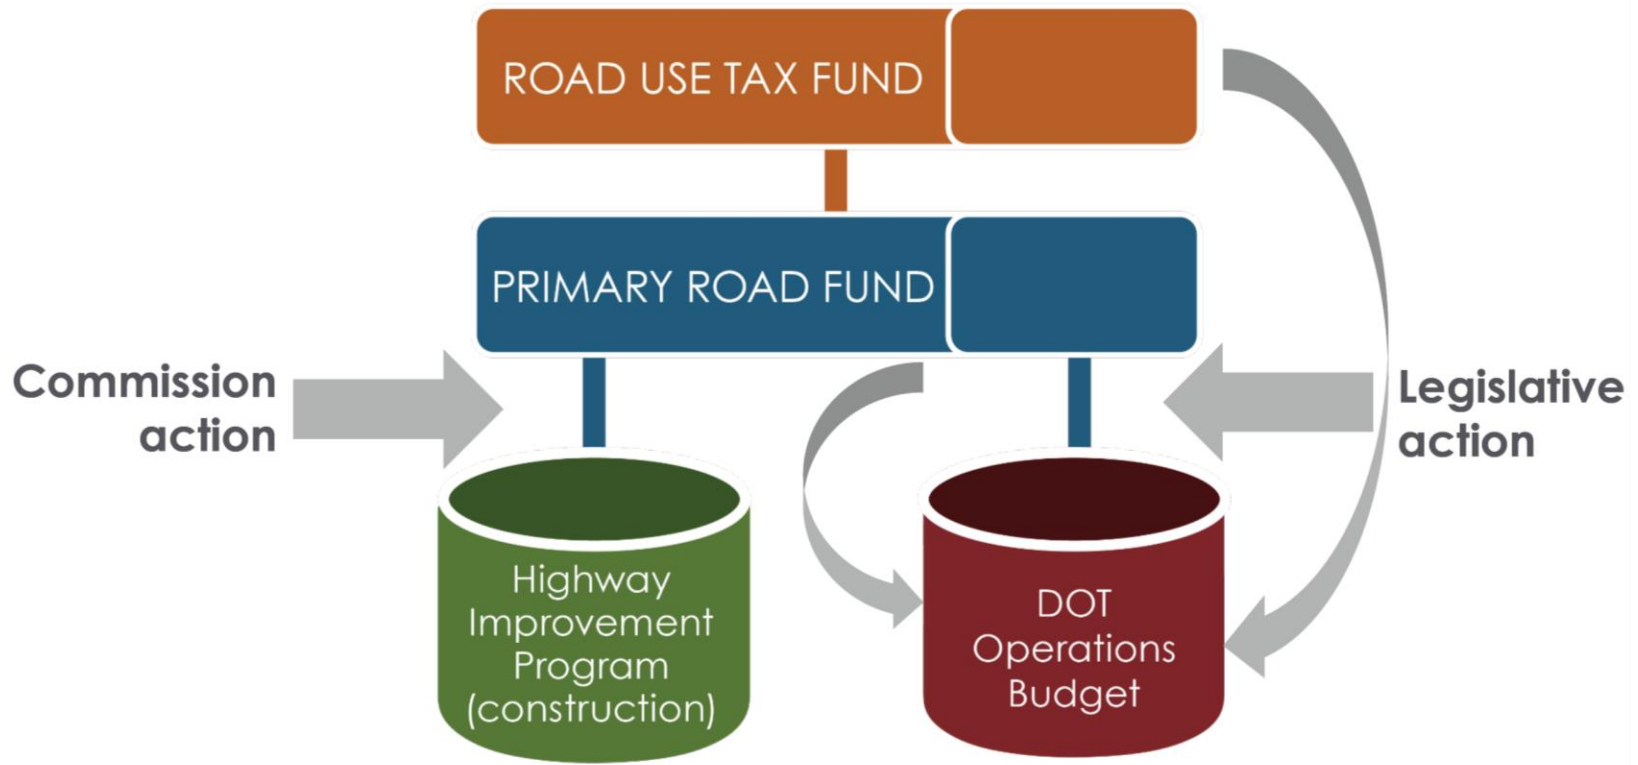 ROAD USE TAX FUND
PRIMARY ROAD FUND
Commission
action
Legislative
action
Highway
Improvement
Program
(construction)
DOT
Operations
Budget